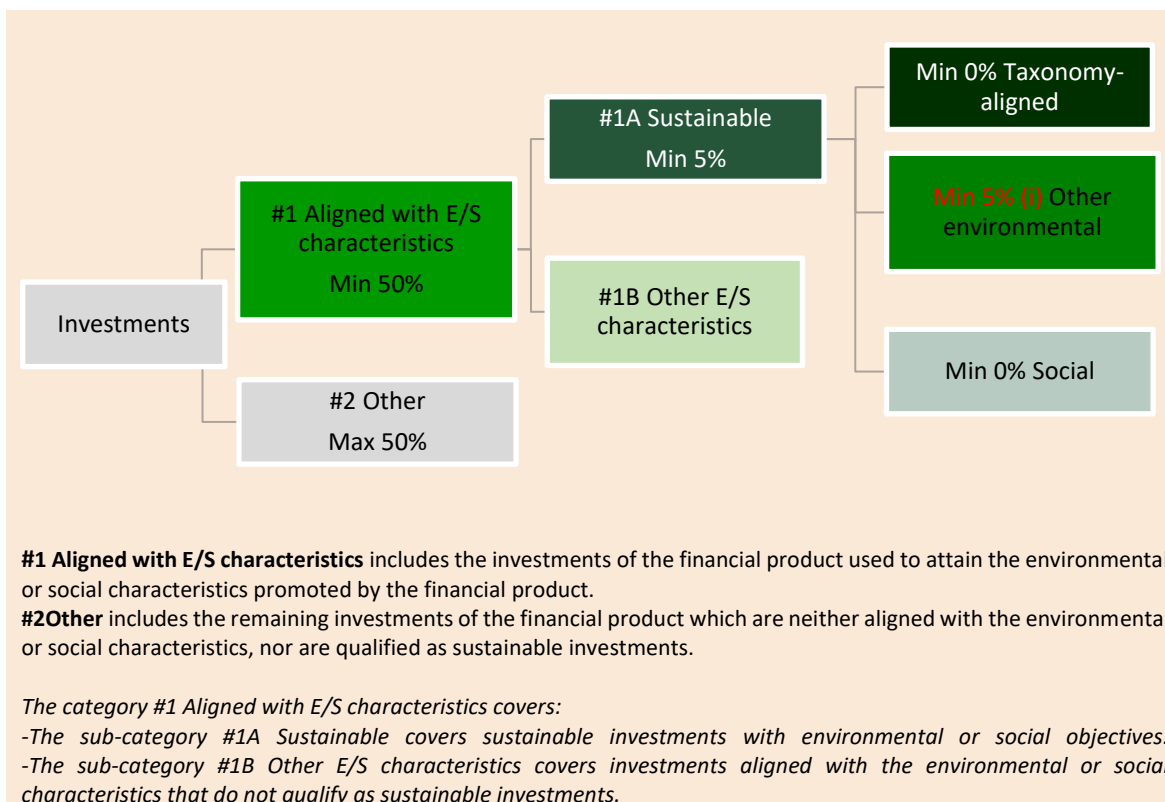 Investments
#1 Aligned with E/S
characteristics
Min 50%
#2 Other
Max 50%
#1A Sustainable
Min 5%
#1B Other E/S
characteristics
Min 0% Taxonomy-
aligned
Min 5% (i) Other
environmental
Min 0% Social
#1 Aligned with E/S characteristics includes the investments of the financial product used to attain the environmental
or social characteristics promoted by the financial product.
#2Other includes the remaining investments of the financial product which are neither aligned with the environmenta
or social characteristics, nor are qualified as sustainable investments.
The category #1 Aligned with E/S characteristics covers:
-The sub-category #1A Sustainable covers sustainable investments with environmental or social objectives.
-The sub-category #1B Other E/S characteristics covers investments aligned with the environmental or social
characteristics that do not qualify as sustainable investments.